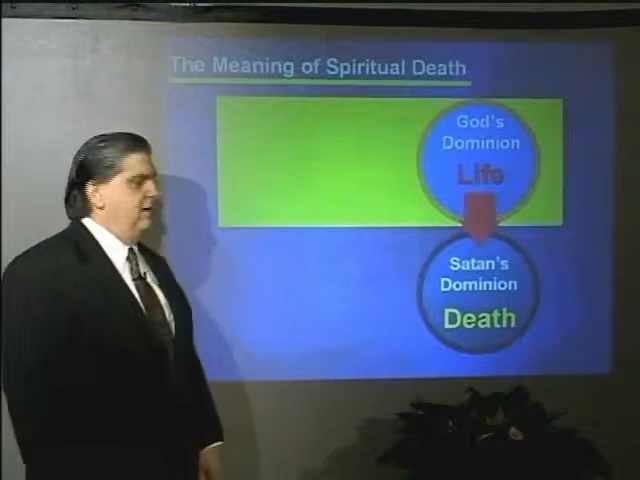 The Meaning of Spiritual Death
God's
Dominion
Life
Satan's
Dominion
Death